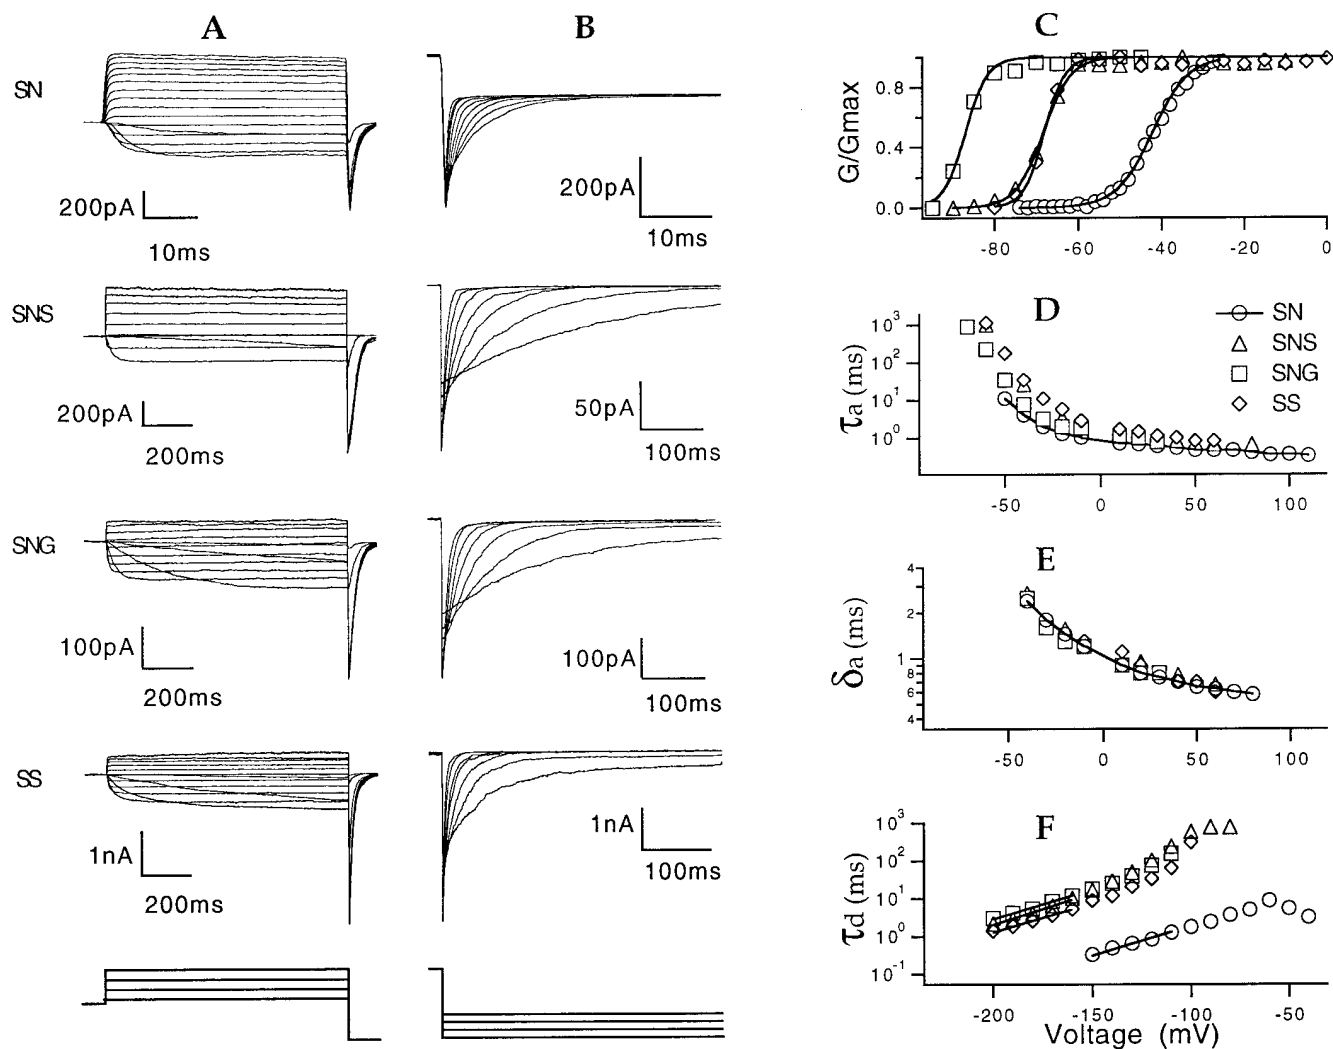 A
B
C
SN
200pA
10ms
200pA
10ms
G/Gmax
0.8
0.4
0.0
-80
-60
-40
-20
0
SNS
200pA
200ms
50pA
100ms
D
SN
SNS
SNG
SS
τa (ms)
10³
10²
10¹
10⁰
-50
0
50
100
SNG
100pA
200ms
100pA
100ms
E
δa (ms)
4
2
1
8
6
4
-50
0
50
100
SS
1nA
200ms
1nA
100ms
F
τd (ms)
10³
10²
10¹
10⁰
10⁻¹
-200
-150
-100
-50
Voltage (mV)